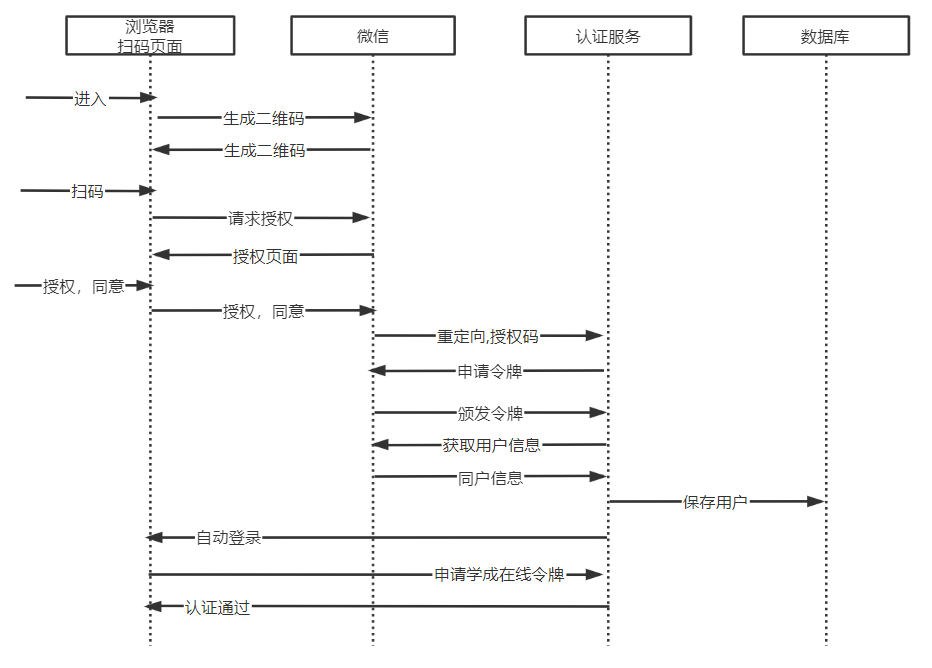 浏览器
扫码页面
微信
认证服务
数据库
进入
生成二维码
生成二维码
扫码
请求授权
授权页面
授权，同意
授权，同意
重定向,授权码
申请令牌
颁发令牌
获取用户信息
同户信息
保存用户
自动登录
申请学成在线令牌
认证通过